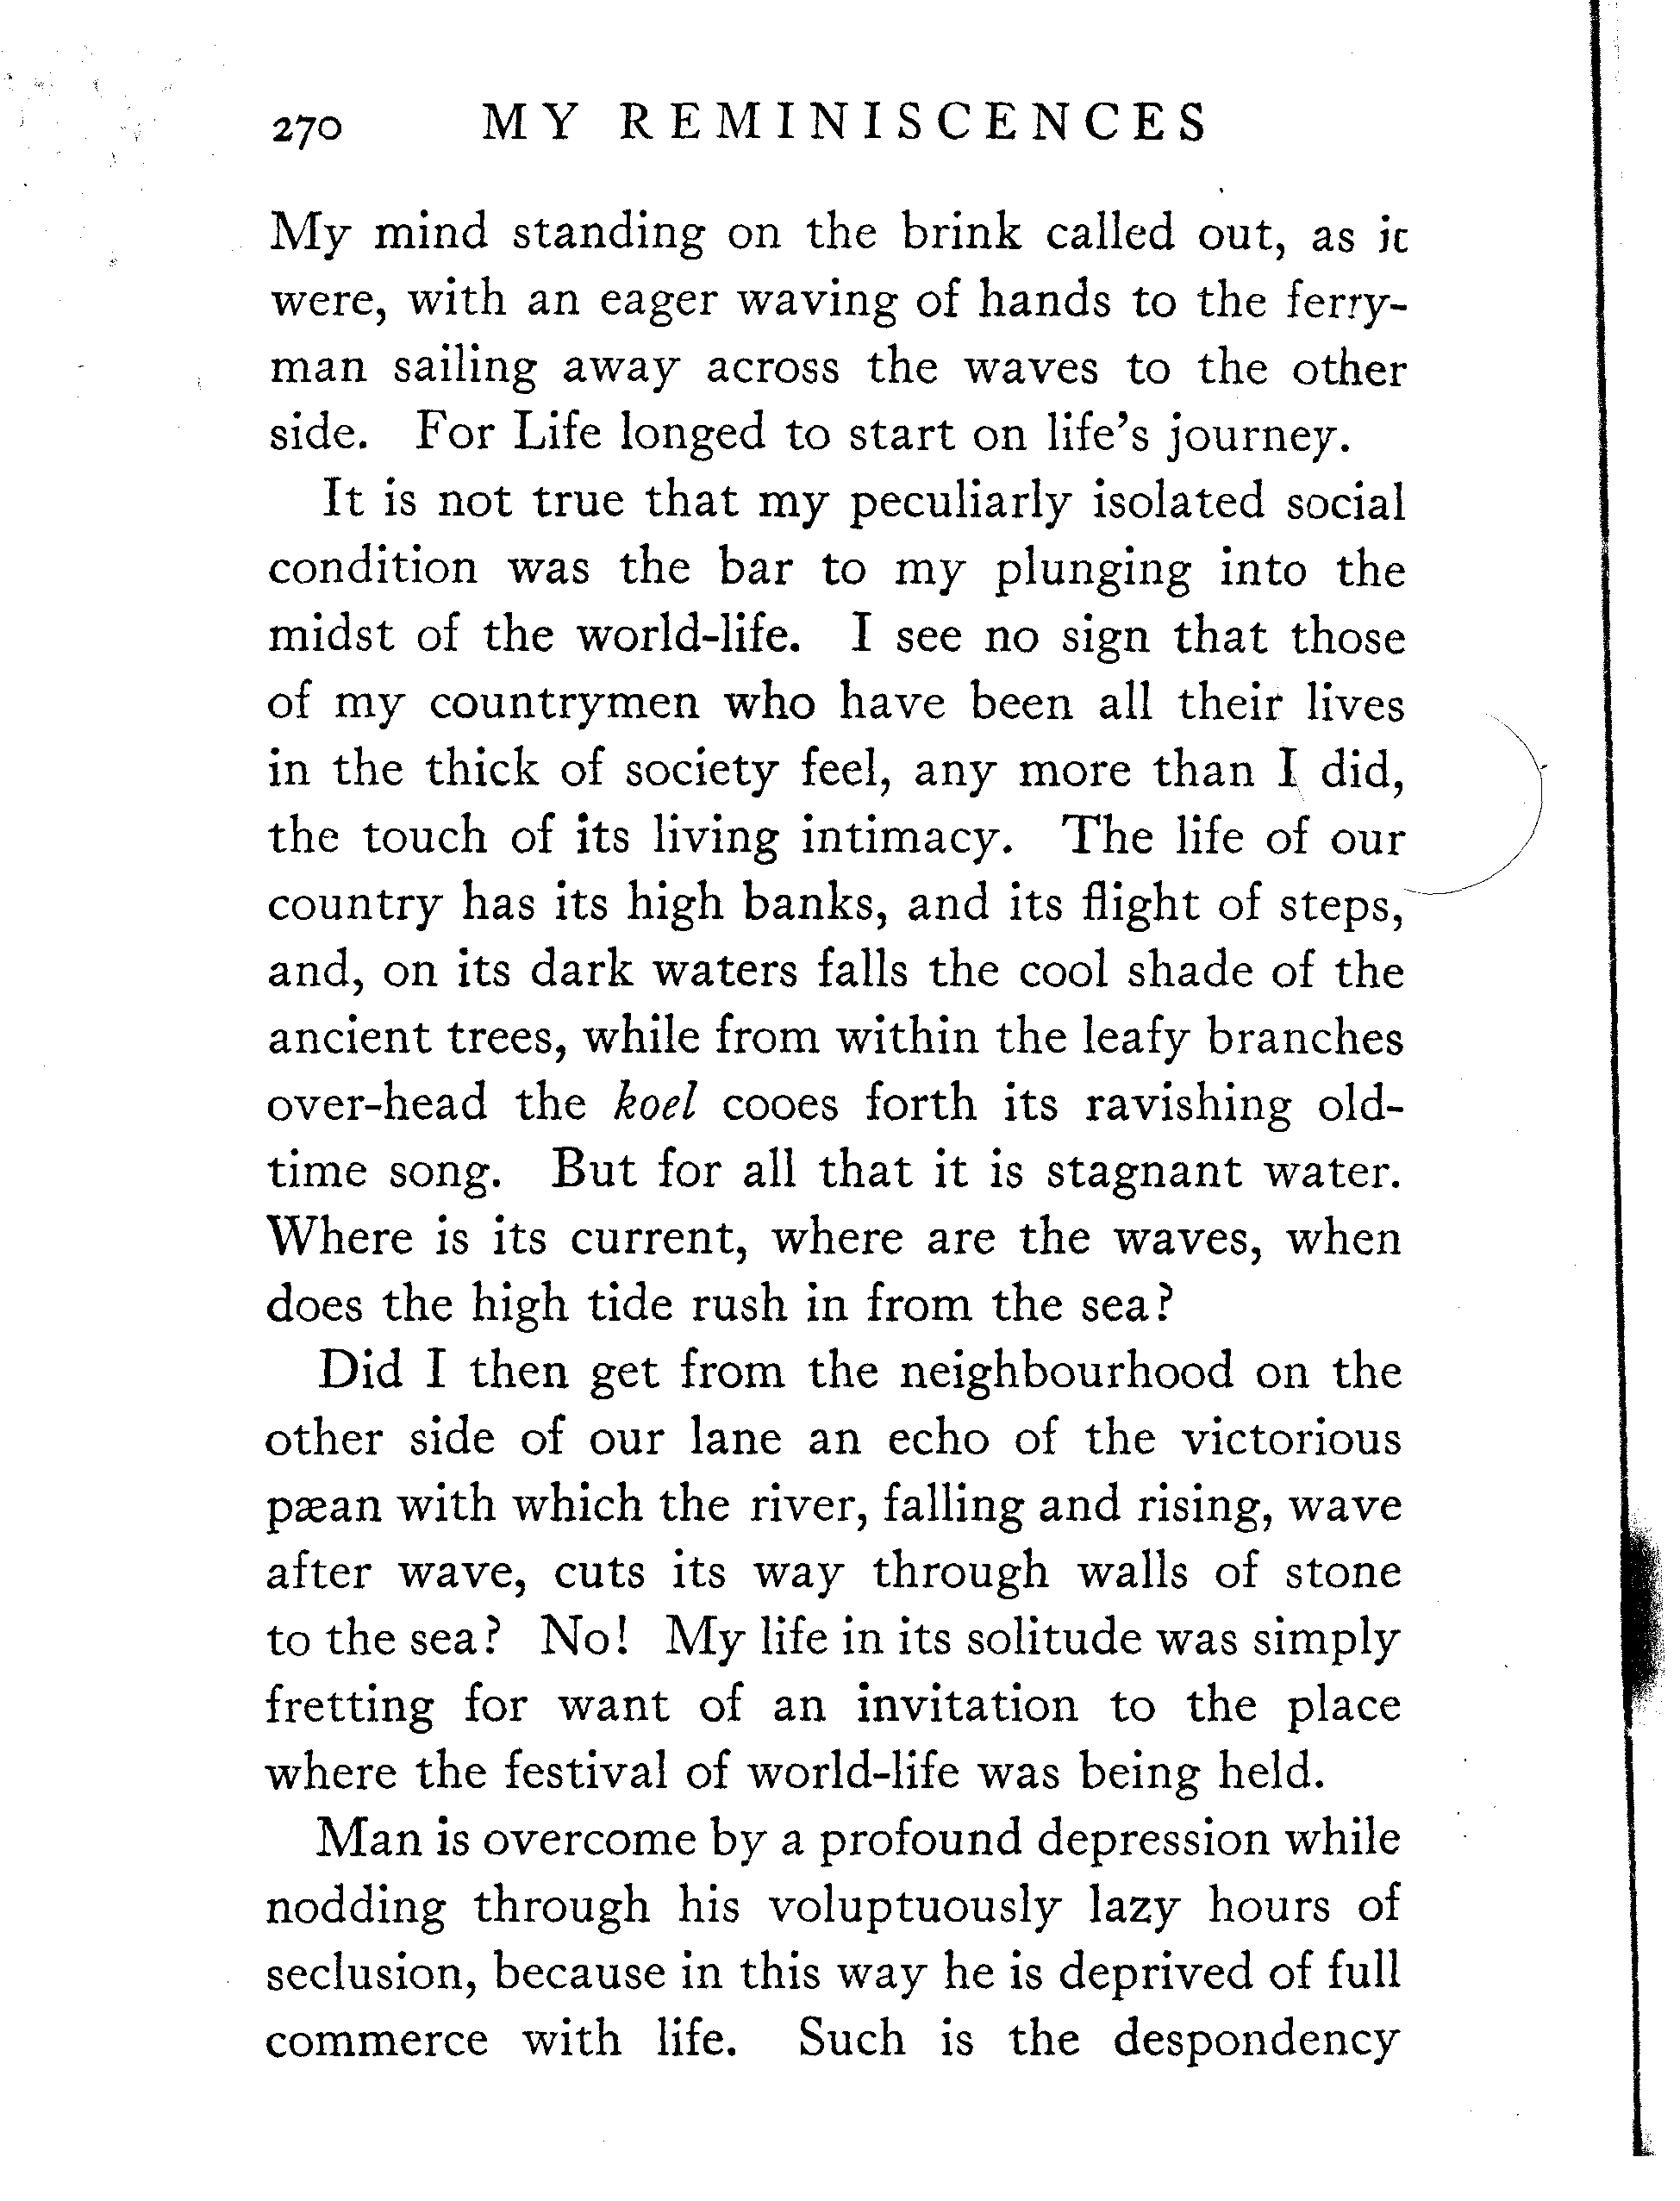 270 MY REMINISCENCES
My mind standing on the brink called out, as it
were, with an eager waving of hands to the ferry-
man sailing away across the waves to the other
side. For Life longed to start on life's journey.
It is not true that my peculiarly isolated social
condition was the bar to my plunging into the
midst of the world-life. I see no sign that those
of my countrymen who have been all their lives
in the thick of society feel, any more than I did,
the touch of its living intimacy. The life of our
country has its high banks, and its flight of steps,
and, on its dark waters falls the cool shade of the
ancient trees, while from within the leafy branches
over-head the koel cooes forth its ravishing old-
time song. But for all that it is stagnant water.
Where is its current, where are the waves, when
does the high tide rush in from the sea?
Did I then get from the neighbourhood on the
other side of our lane an echo of the victorious
pæan with which the river, falling and rising, wave
after wave, cuts its way through walls of stone
to the sea? No! My life in its solitude was simply
fretting for want of an invitation to the place
where the festival of world-life was being held.
Man is overcome by a profound depression while
nodding through his voluptuously lazy hours of
seclusion, because in this way he is deprived of full
commerce with life. Such is the despondency